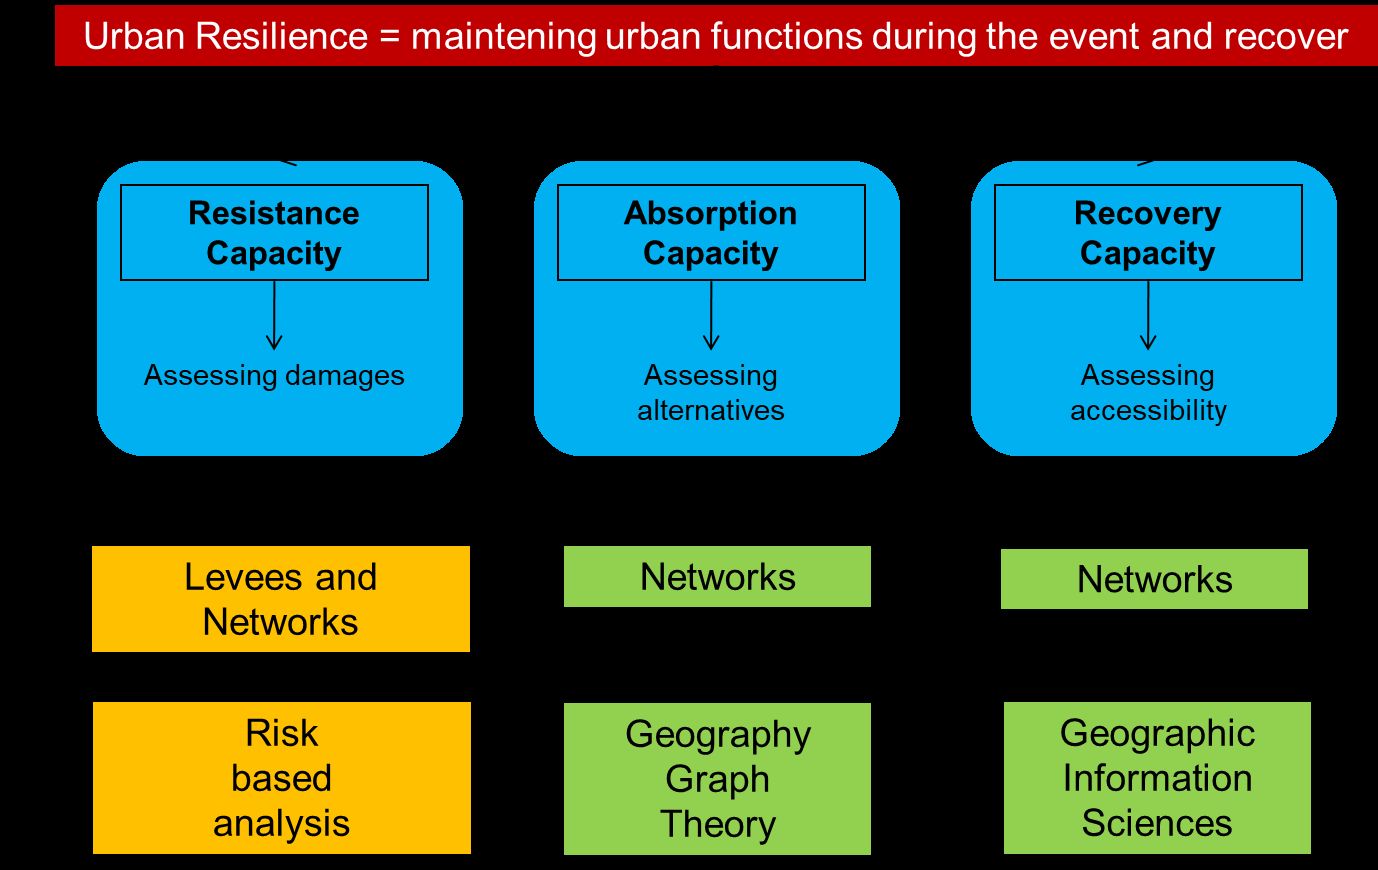 Urban Resilience = maintening urban functions during the event and recover
Resistance
Capacity
Assessing damages
Absorption
Capacity
Assessing
alternatives
Recovery
Capacity
Assessing
accessibility
Levees and
Networks
Networks
Networks
Risk
based
analysis
Geography
Graph
Theory
Geographic
Information
Sciences